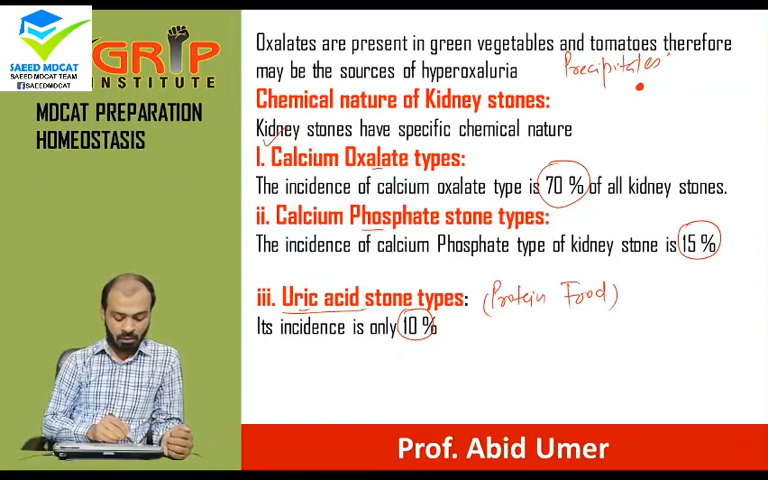 SAEED MDCAT
SAEED MDCAT TEAM
SAEEDMDCAT
GRIP
INSTITUTE
MDCAT PREPARATION
HOMEOSTASIS
Oxalates are present in green vegetables and tomatoes therefore
may be the sources of hyperoxaluria
Precipitates
Chemical nature of Kidney stones:
Kidney stones have specific chemical nature
I. Calcium Oxalate types:
The incidence of calcium oxalate type is 70 % of all kidney stones.
ii. Calcium Phosphate stone types:
The incidence of calcium Phosphate type of kidney stone is 15 %
iii. Uric acid stone types: (Protein Food)
Its incidence is only 10 %
Prof. Abid Umer